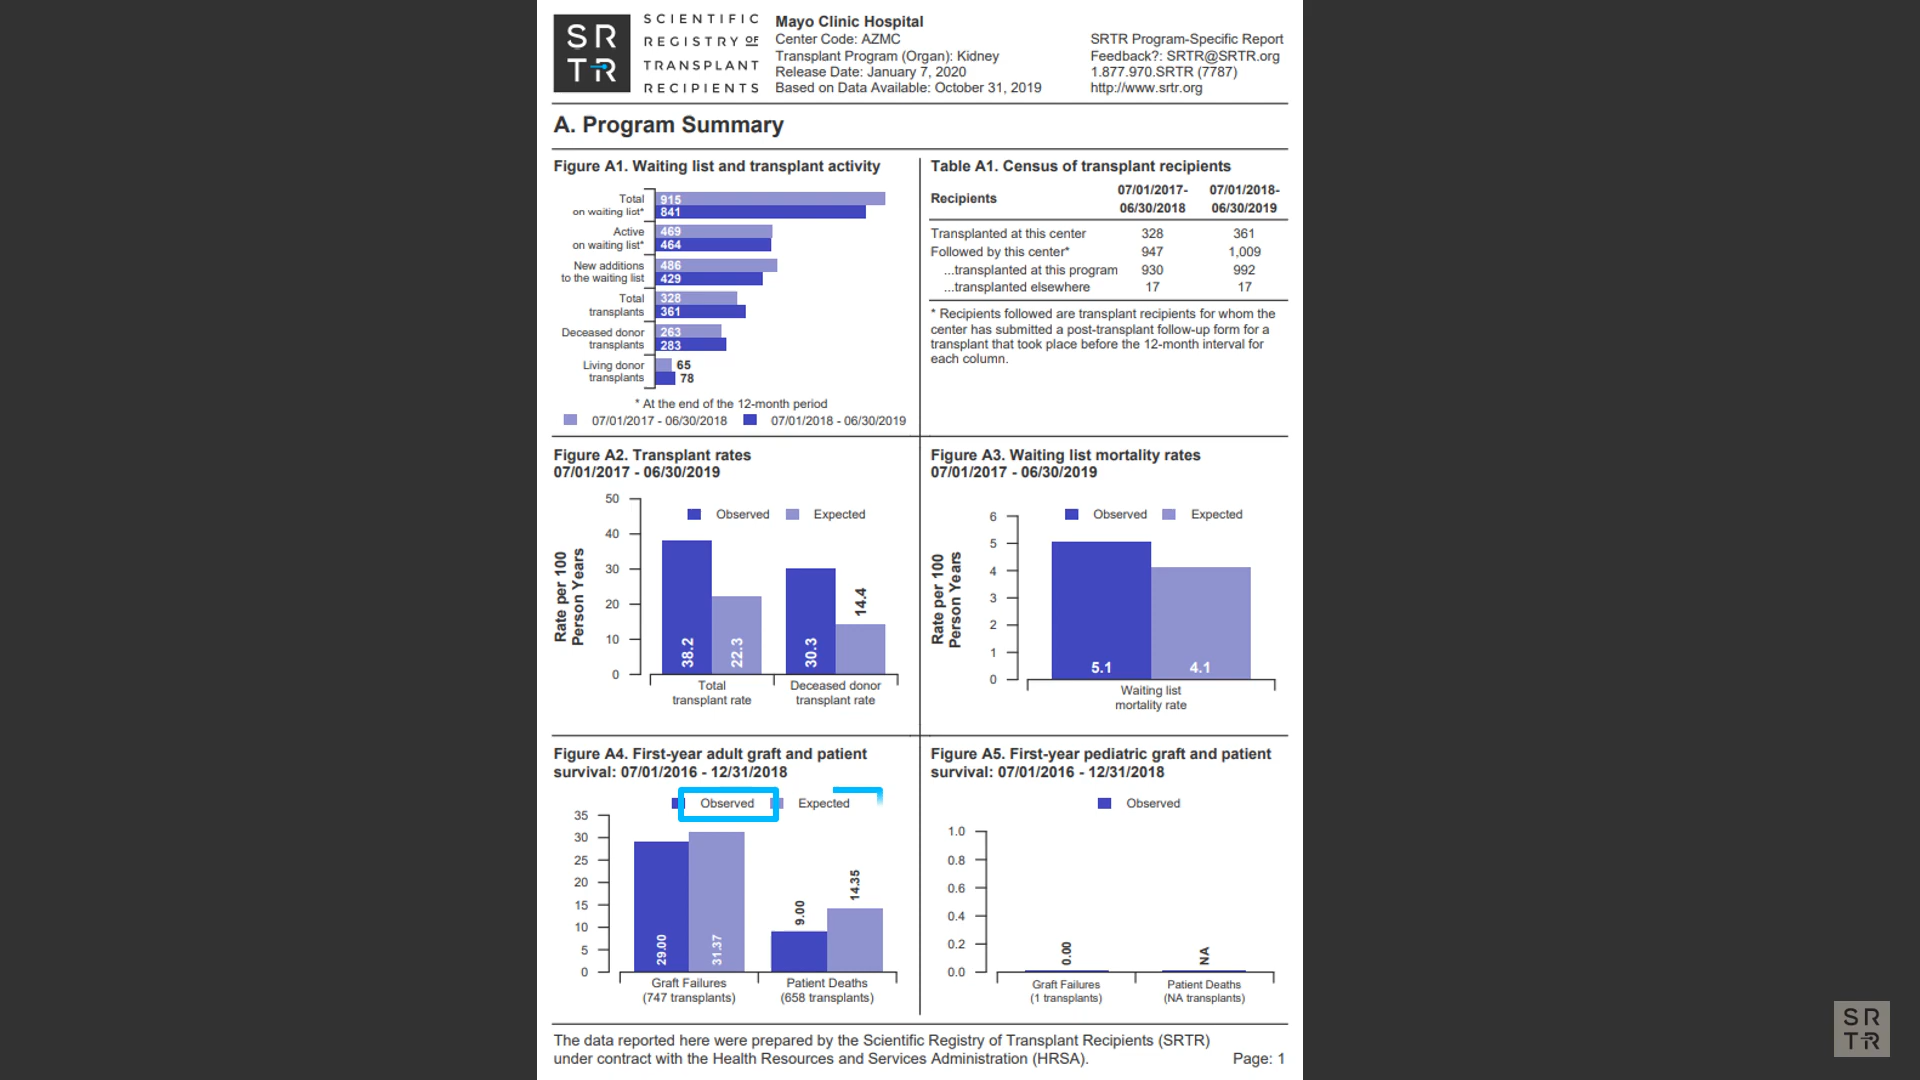 SR
TR
SCIENTIFIC
REGISTRY OF
TRANSPLANT
RECIPIENTS
Mayo Clinic Hospital
Center Code: AZMC
Transplant Program (Organ): Kidney
Release Date: January 7, 2020
Based on Data Available: October 31, 2019
SRTR Program-Specific Report
Feedback?: SRTR@SRTR.org
1.877.970.SRTR (7787)
http://www.srtr.org
A. Program Summary
Figure A1. Waiting list and transplant activity
Total
on waiting list*
915
841
Active
on waiting list*
469
464
New additions
to the waiting list
486
429
Total
transplants
328
361
Deceased donor
transplants
263
283
Living donor
transplants
65
78
* At the end of the 12-month period
07/01/2017 - 06/30/2018
07/01/2018 - 06/30/2019
Table A1. Census of transplant recipients
Recipients
07/01/2017-
06/30/2018
07/01/2018-
06/30/2019
Transplanted at this center 328 361
Followed by this center* 947 1,009
...transplanted at this program 930 992
...transplanted elsewhere 17 17
* Recipients followed are transplant recipients for whom the
center has submitted a post-transplant follow-up form for a
transplant that took place before the 12-month interval for
each column.
Figure A2. Transplant rates
07/01/2017 - 06/30/2019
Observed Expected
Rate per 100
Person Years
50
40
30
20
10
0
38.2
22.3
30.3
14.4
Total
transplant rate
Deceased donor
transplant rate
Figure A3. Waiting list mortality rates
07/01/2017 - 06/30/2019
Observed Expected
Rate per 100
Person Years
6
5
4
3
2
1
0
5.1
4.1
Waiting list
mortality rate
Figure A4. First-year adult graft and patient
survival: 07/01/2016 - 12/31/2018
Observed Expected
35
30
25
20
15
10
5
0
29.00
31.37
9.00
14.35
Graft Failures
(747 transplants)
Patient Deaths
(658 transplants)
Figure A5. First-year pediatric graft and patient
survival: 07/01/2016 - 12/31/2018
Observed
1.0
0.8
0.6
0.4
0.2
0.0
0.00
NA
Graft Failures
(1 transplants)
Patient Deaths
(NA transplants)
The data reported here were prepared by the Scientific Registry of Transplant Recipients (SRTR)
under contract with the Health Resources and Services Administration (HRSA).
Page: 1
SR
TR